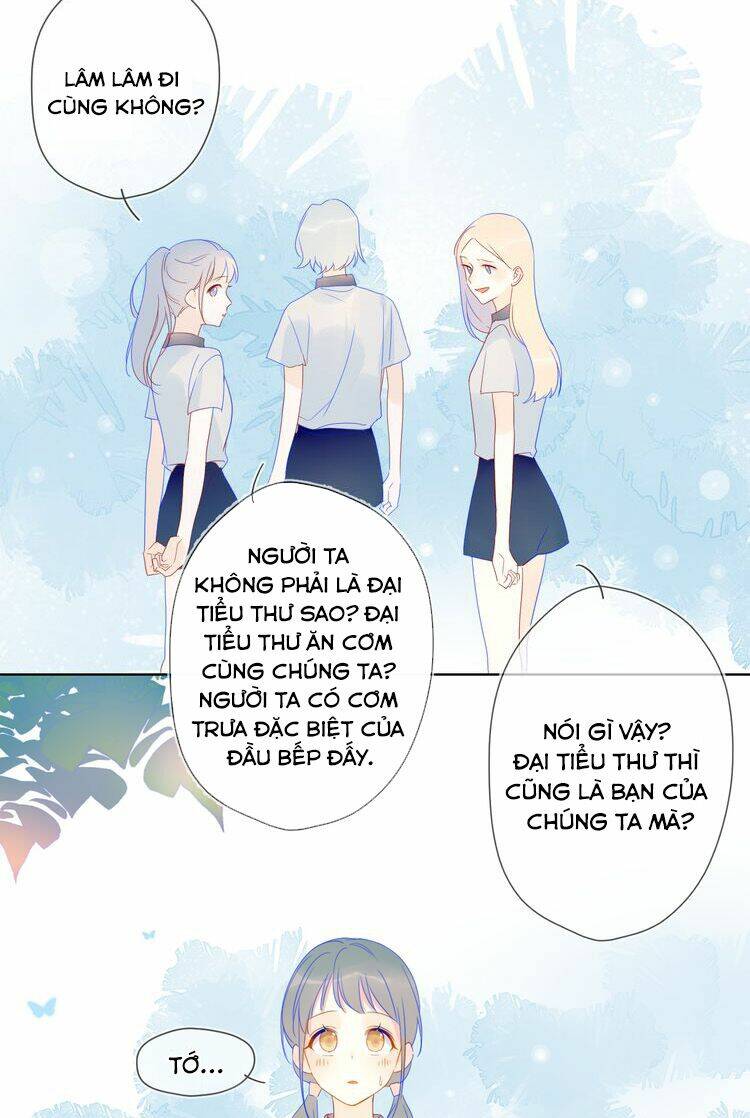 LÂM LÂM ĐI
CÙNG KHÔNG?
NGƯỜI TA
KHÔNG PHẢI LÀ ĐẠI
TIỂU THƯ SAO? ĐẠI
TIỂU THƯ ĂN CƠM
CÙNG CHÚNG TA?
NGƯỜI TA CÓ CƠM
TRƯA ĐẶC BIỆT CỦA
ĐẦU BẾP ĐẤY.
NÓI GÌ VẬY?
ĐẠI TIỂU THƯ THÌ
CŨNG LÀ BẠN CỦA
CHÚNG TA MÀ?
TỚ...